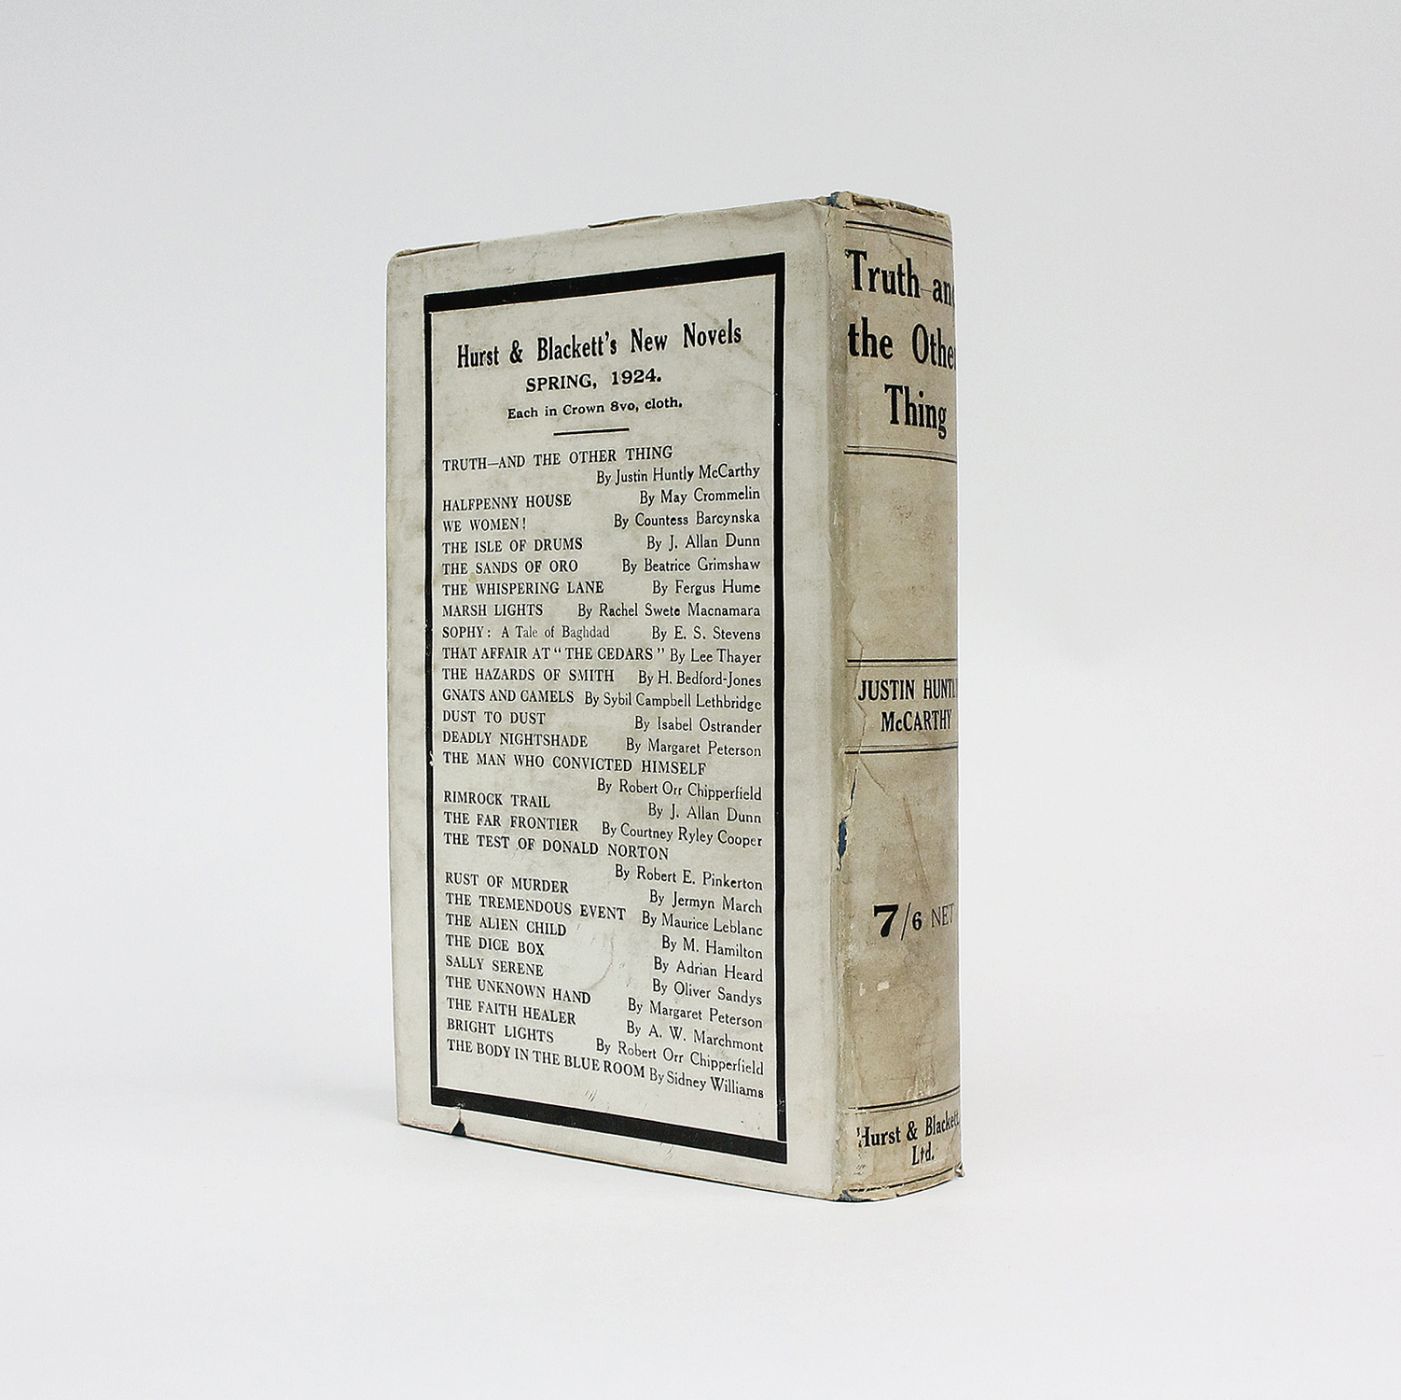 Hurst & Blackett's New Novels
SPRING, 1924.
Each in Crown 8vo, cloth.
TRUTH—AND THE OTHER THING
By Justin Huntly McCarthy
HALFPENNY HOUSE By May Crommelin
WE WOMEN! By Countess Barcynska
THE ISLE OF DRUMS By J. Allan Dunn
THE SANDS OF ORO By Beatrice Grimshaw
THE WHISPERING LANE By Fergus Hume
MARSH LIGHTS By Rachel Swete Macnamara
SOPHY: A Tale of Baghdad By E. S. Stevens
THAT AFFAIR AT "THE CEDARS" By Lee Thayer
THE HAZARDS OF SMITH By H. Bedford-Jones
GNATS AND CAMELS By Sybil Campbell Lethbridge
DUST TO DUST By Isabel Ostrander
DEADLY NIGHTSHADE By Margaret Peterson
THE MAN WHO CONVICTED HIMSELF
By Robert Orr Chipperfield
RIMROCK TRAIL By J. Allan Dunn
THE FAR FRONTIER By Courtney Ryley Cooper
THE TEST OF DONALD NORTON
By Robert E. Pinkerton
RUST OF MURDER By Jermyn March
THE TREMENDOUS EVENT By Maurice Leblanc
THE ALIEN CHILD By M. Hamilton
THE DICE BOX By Adrian Heard
SALLY SERENE By Oliver Sandys
THE UNKNOWN HAND By Margaret Peterson
THE FAITH HEALER By A. W. Marchmont
BRIGHT LIGHTS By Robert Orr Chipperfield
THE BODY IN THE BLUE ROOM By Sidney Williams
Truth—and
the Other
Thing
JUSTIN HUNTLY
McCARTHY
7/6 NET
Hurst & Blackett,
Ltd.